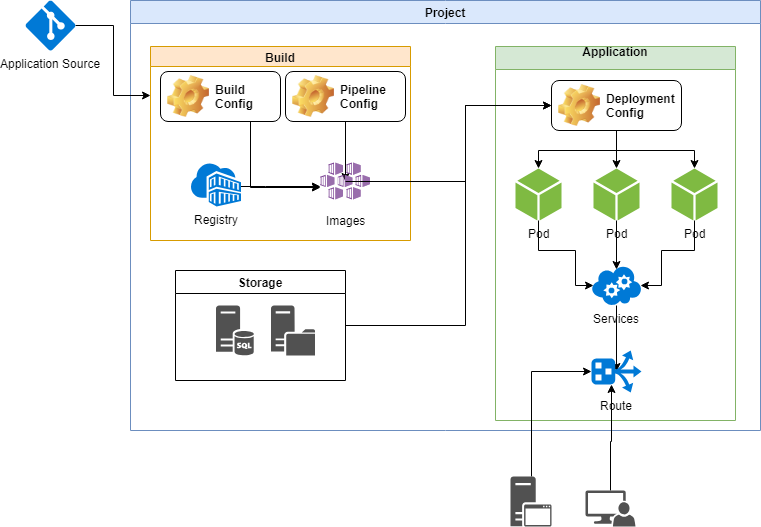 Project
Application Source
Build
Application
Build
Config
Pipeline
Config
Deployment
Config
Registry
Images
Pod
Pod
Pod
Storage
SQL
Services
Route